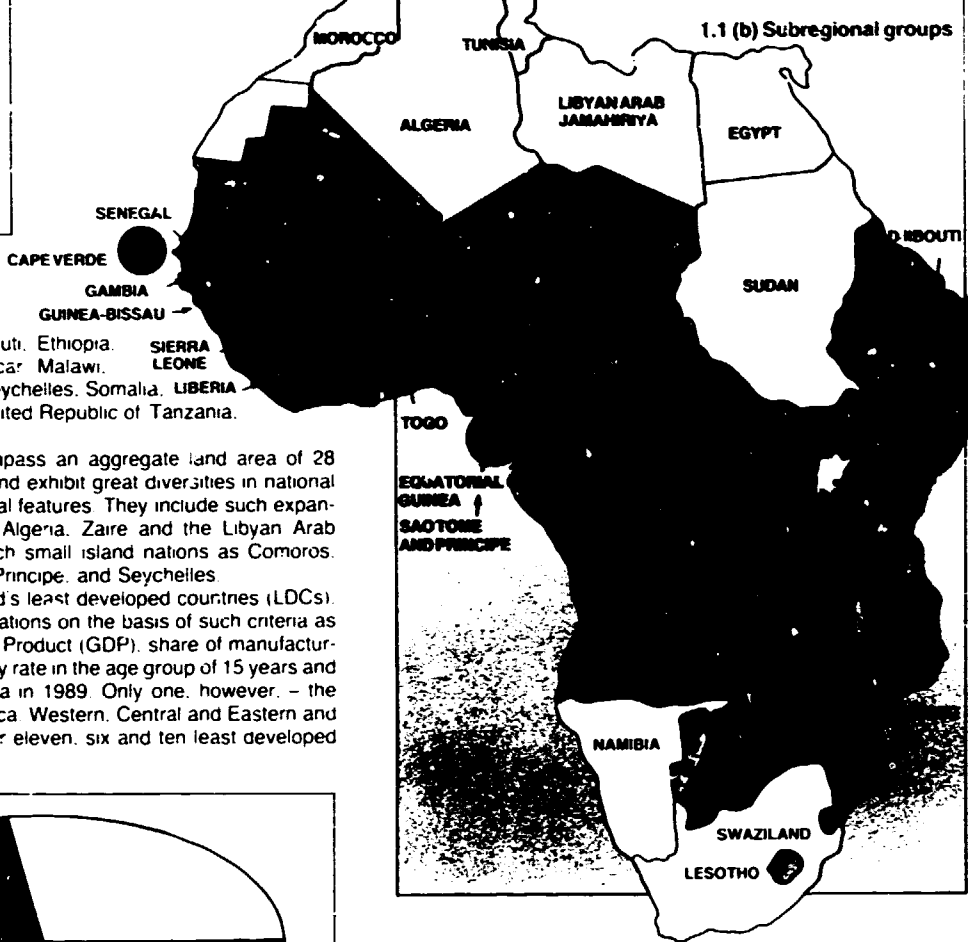 1.1 (b) Subregional groups
MOROCCO
TUNISIA
ALGERIA
LIBYAN ARAB
JAMAHIRIYA
EGYPT
SENEGAL
CAPE VERDE
GAMBIA
GUINEA-BISSAU
SIERRA
LEONE
LIBERIA
SUDAN
TOGO
EQUATORIAL
GUINEA
SAO TOME
AND PRINCIPE
NAMIBIA
SWAZILAND
LESOTHO
uti. Ethiopia.
car Malawi.
ychelles. Somalia.
ited Republic of Tanzania.
npass an aggregate land area of 28
nd exhibit great diversities in national
al features. They include such expan-
Algeria. Zaire and the Libyan Arab
ch small island nations as Comoros.
Principe. and Seychelles.
d's least developed countries (LDCs).
ations on the basis of such criteria as
Product (GDP). share of manufactur-
y rate in the age group of 15 years and
a in 1989. Only one. however. – the
ca. Western. Central and Eastern and
r eleven. six and ten least developed